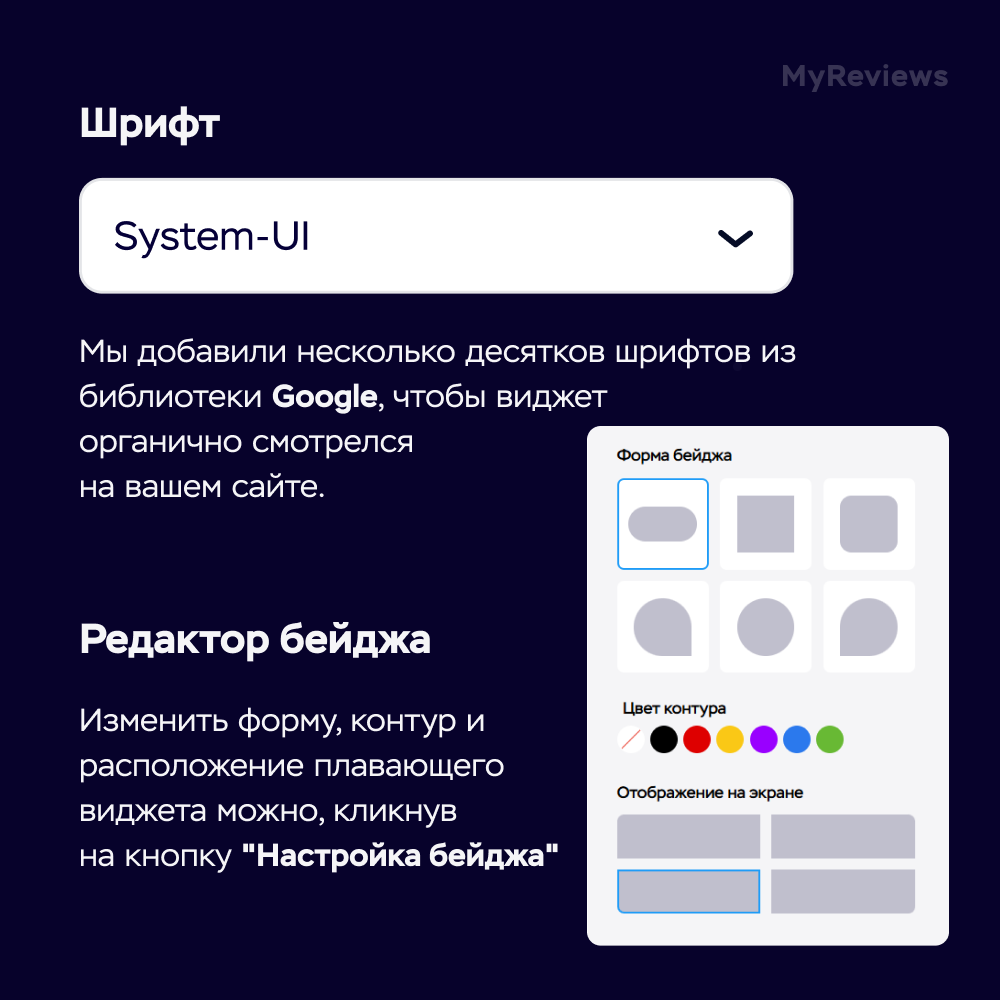 MyReviews
Шрифт
System-UI
Мы добавили несколько десятков шрифтов из
библиотеки Google, чтобы виджет
органично смотрелся
на вашем сайте.
Редактор бейджа
Изменить форму, контур и
расположение плавающего
виджета можно, кликнув
на кнопку "Настройка бейджа"
Форма бейджа
Цвет контура
Отображение на экране